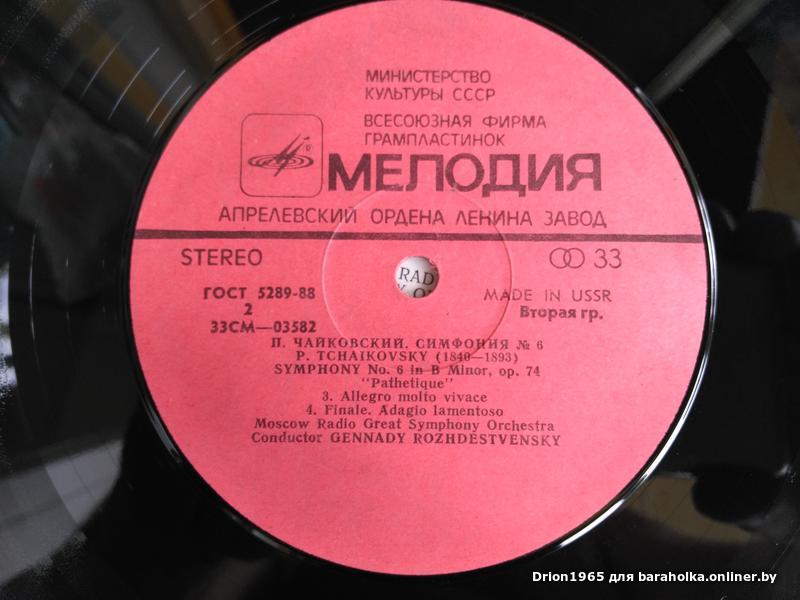 МИНИСТЕРСТВО
КУЛЬТУРЫ СССР
ВСЕСОЮЗНАЯ ФИРМА
ГРАМПЛАСТИНОК
®
МЕЛОДИЯ
АПРЕЛЕВСКИЙ ОРДЕНА ЛЕНИНА ЗАВОД
STEREO
33
RAD
ГОСТ 5289-88
MADE IN USSR
2
Вторая гр.
33СМ—03582
П. ЧАЙКОВСКИЙ. СИМФОНИЯ № 6
P. TCHAIKOVSKY (1840—1893)
SYMPHONY No. 6 in B Minor, op. 74
"Pathetique"
3. Allegro molto vivace
4. Finale. Adagio lamentoso
Moscow Radio Great Symphony Orchestra
Conductor GENNADY ROZHDESTVENSKY
Drion1965 для baraholka.onliner.by